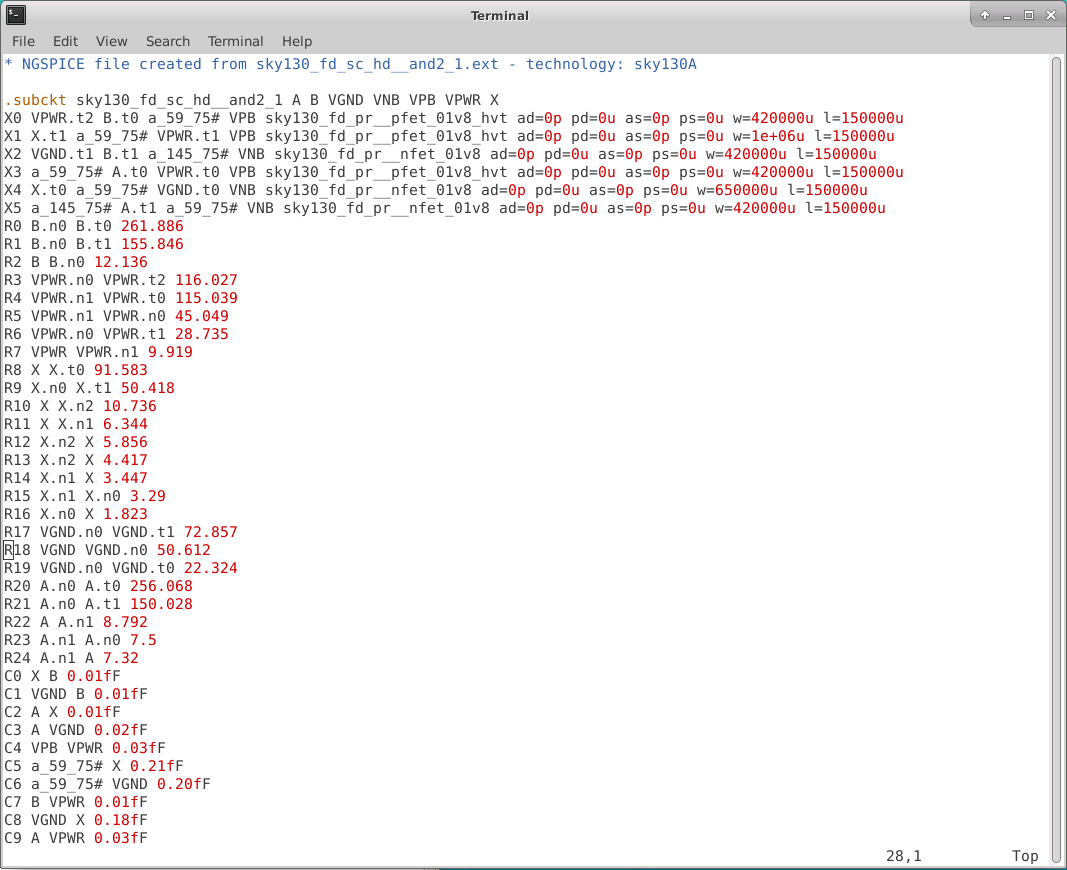 Terminal
File Edit View Search Terminal Help
* NGSPICE file created from sky130_fd_sc_hd__and2_1.ext - technology: sky130A
.subckt sky130_fd_sc_hd__and2_1 A B VGND VNB VPB VPWR X
X0 VPWR.t2 B.t0 a_59_75# VPB sky130_fd_pr__pfet_01v8_hvt ad=0p pd=0u as=0p ps=0u w=420000u l=150000u
X1 X.t1 a_59_75# VPWR.t1 VPB sky130_fd_pr__pfet_01v8_hvt ad=0p pd=0u as=0p ps=0u w=1e+06u l=150000u
X2 VGND.t1 B.t1 a_145_75# VNB sky130_fd_pr__nfet_01v8 ad=0p pd=0u as=0p ps=0u w=420000u l=150000u
X3 a_59_75# A.t0 VPWR.t0 VPB sky130_fd_pr__pfet_01v8_hvt ad=0p pd=0u as=0p ps=0u w=420000u l=150000u
X4 X.t0 a_59_75# VGND.t0 VNB sky130_fd_pr__nfet_01v8 ad=0p pd=0u as=0p ps=0u w=650000u l=150000u
X5 a_145_75# A.t1 a_59_75# VNB sky130_fd_pr__nfet_01v8 ad=0p pd=0u as=0p ps=0u w=420000u l=150000u
R0 B.n0 B.t0 261.886
R1 B.n0 B.t1 155.846
R2 B B.n0 12.136
R3 VPWR.n0 VPWR.t2 116.027
R4 VPWR.n1 VPWR.t0 115.039
R5 VPWR.n1 VPWR.n0 45.049
R6 VPWR.n0 VPWR.t1 28.735
R7 VPWR VPWR.n1 9.919
R8 X X.t0 91.583
R9 X.n0 X.t1 50.418
R10 X X.n2 10.736
R11 X X.n1 6.344
R12 X.n2 X 5.856
R13 X.n2 X 4.417
R14 X.n1 X 3.447
R15 X.n1 X.n0 3.29
R16 X.n0 X 1.823
R17 VGND.n0 VGND.t1 72.857
R18 VGND VGND.n0 50.612
R19 VGND.n0 VGND.t0 22.324
R20 A.n0 A.t0 256.068
R21 A.n0 A.t1 150.028
R22 A A.n1 8.792
R23 A.n1 A.n0 7.5
R24 A.n1 A 7.32
C0 X B 0.01fF
C1 VGND B 0.01fF
C2 A X 0.01fF
C3 A VGND 0.02fF
C4 VPB VPWR 0.03fF
C5 a_59_75# X 0.21fF
C6 a_59_75# VGND 0.20fF
C7 B VPWR 0.01fF
C8 VGND X 0.18fF
C9 A VPWR 0.03fF
28,1 Top